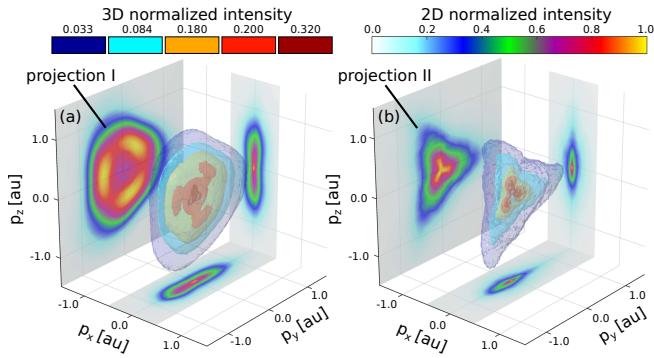 3D normalized intensity
2D normalized intensity
0.033 0.084 0.180 0.200 0.320
0.0 0.2 0.4 0.6 0.8 1.0
projection I
projection II
(a)
(b)
1.0
0.0
-1.0
p_z [au]
-1.0
0.0
1.0
p_x [au]
-1.0
0.0
1.0
p_y [au]
1.0
0.0
-1.0
p_z [au]
-1.0
0.0
1.0
p_x [au]
-1.0
0.0
1.0
p_y [au]